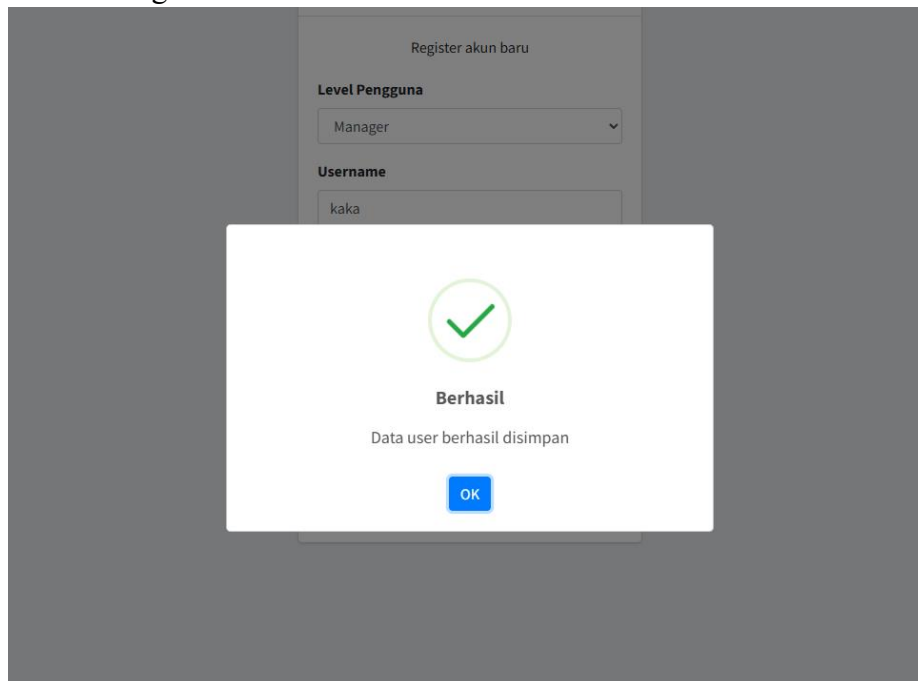 Register akun baru
Level Pengguna
Manager
Username
kaka
Berhasil
Data user berhasil disimpan
OK